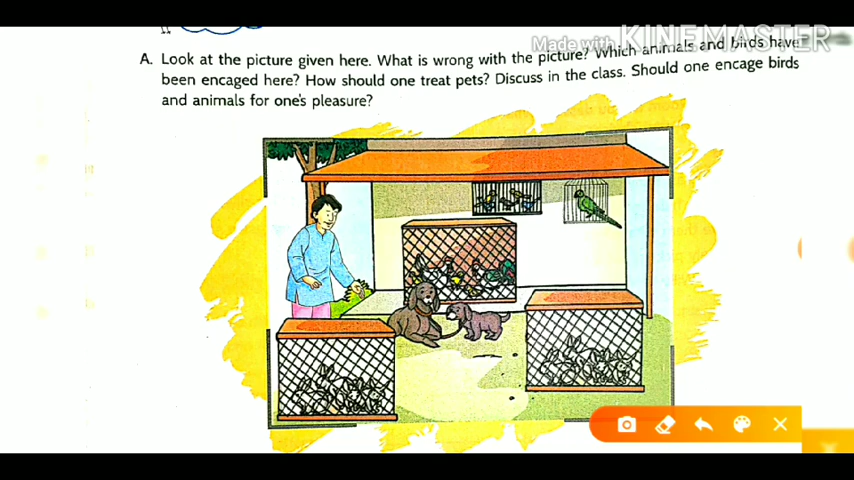 Made with KINEMASTER
A. Look at the picture given here. What is wrong with the picture? Which animals and birds have
been encaged here? How should one treat pets? Discuss in the class. Should one encage birds
and animals for one's pleasure?